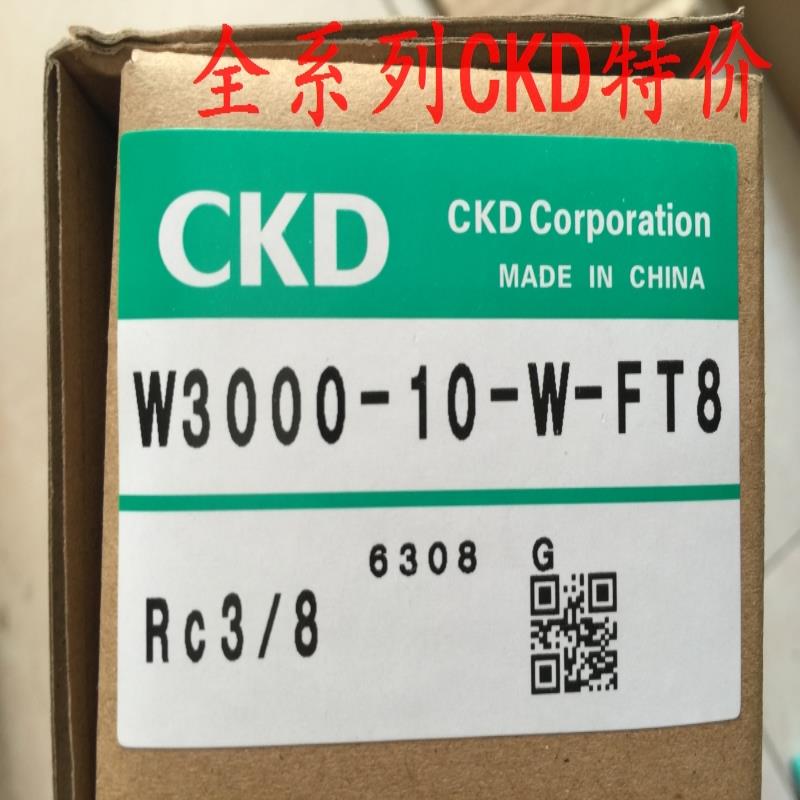 全系列CKD特价
CKD
CKD Corporation
MADE IN CHINA
W3000-10-W-FT8
6308 G
Rc3/8